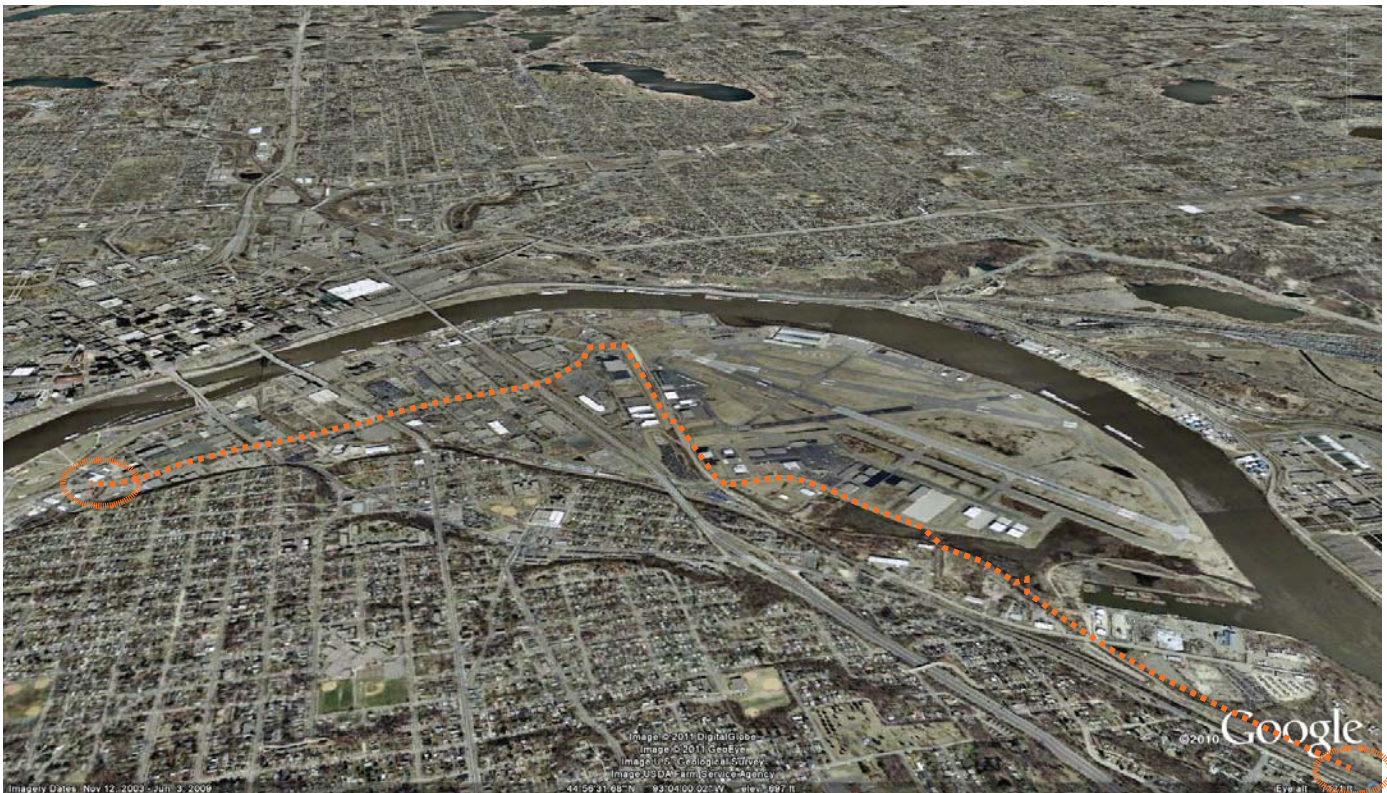 Image © 2011 DigitalGlobe
Image © 2011 GeoEye
Image U.S. Geological Survey
Image USDA Farm Service Agency
©2010 Google
Imagery Dates: Nov 12, 2003 - Jun 3, 2009
44°56'31.68" N 93°04'00.02" W elev 697 ft
Eye alt